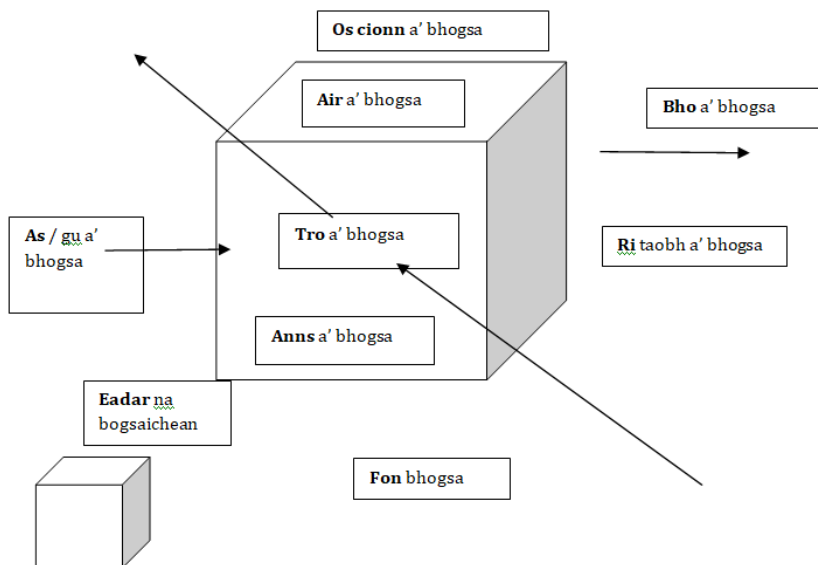 Os cionn a’ bhogsa
Air a’ bhogsa
Bho a’ bhogsa
As / gu a’
bhogsa
Tro a’ bhogsa
Ri taobh a’ bhogsa
Anns a’ bhogsa
Eadar na
bogsaichean
Fon bhogsa